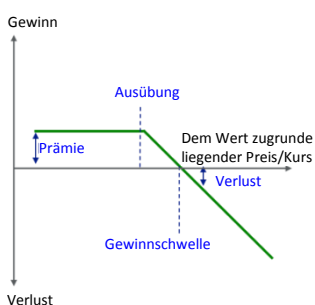 Gewinn
Ausübung
Dem Wert zugrunde
liegender Preis/Kurs
Prämie
Verlust
Gewinnschwelle
Verlust